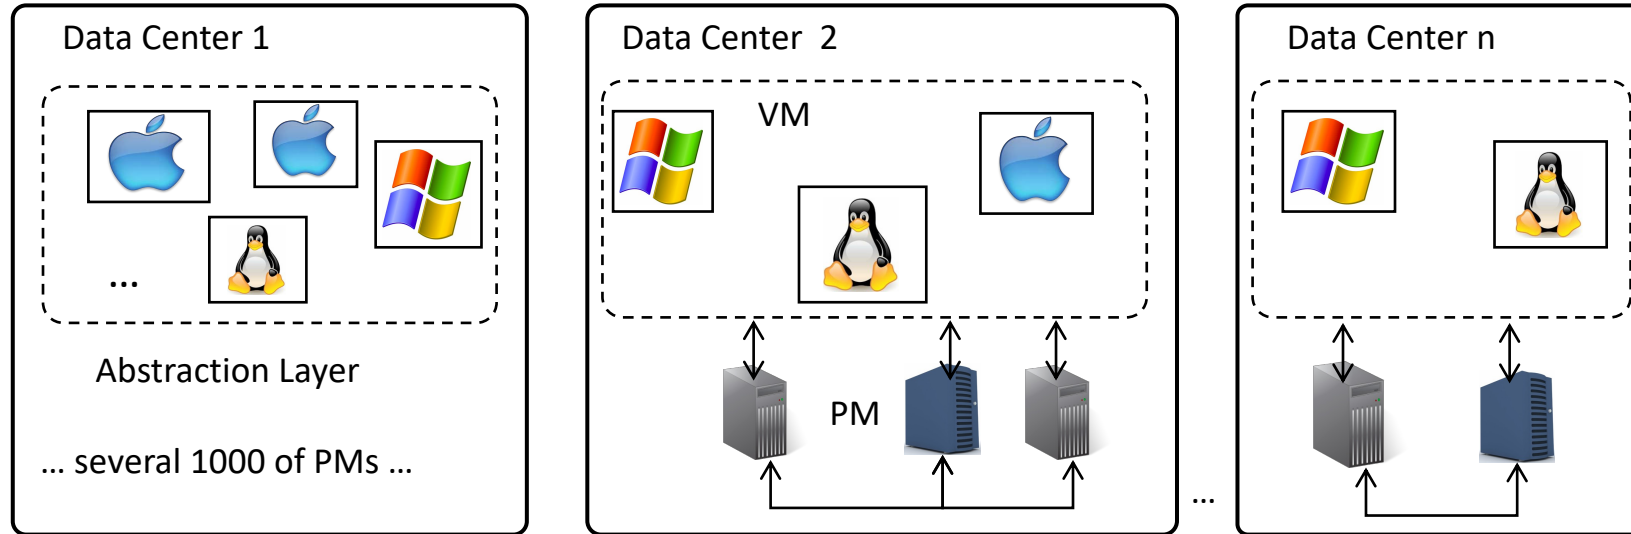 Data Center 1
...
Abstraction Layer
... several 1000 of PMs ...
Data Center 2
VM
PM
...
Data Center n